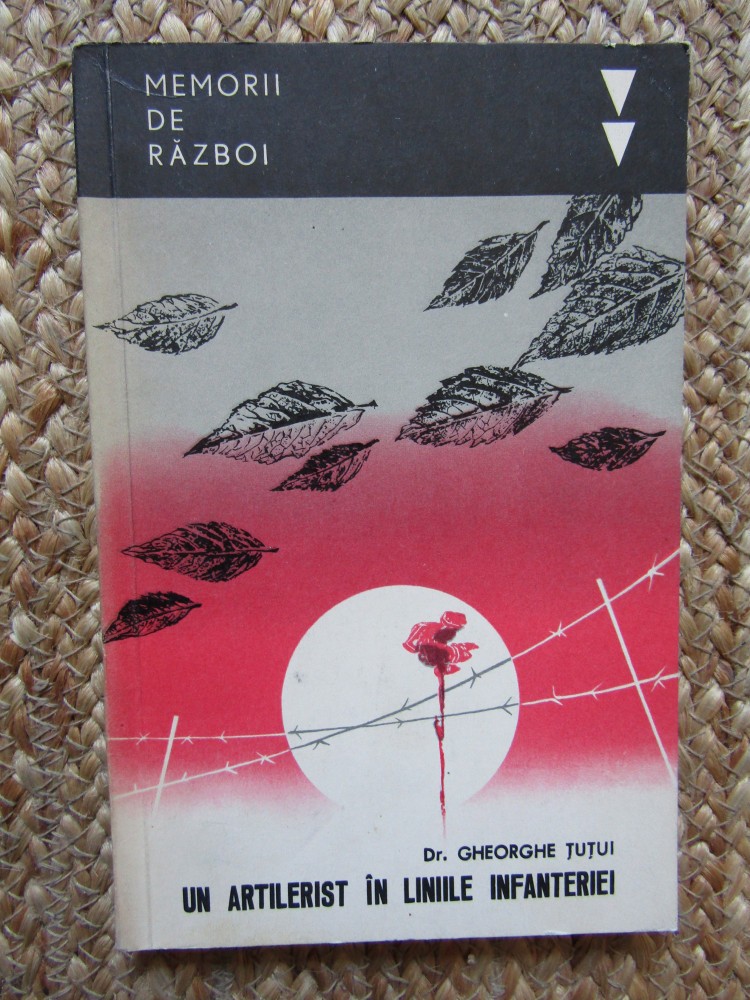 MEMORII
DE
RĂZBOI
Dr. GHEORGHE ȚUȚUI
UN ARTILERIST ÎN LINIILE INFANTERIEI